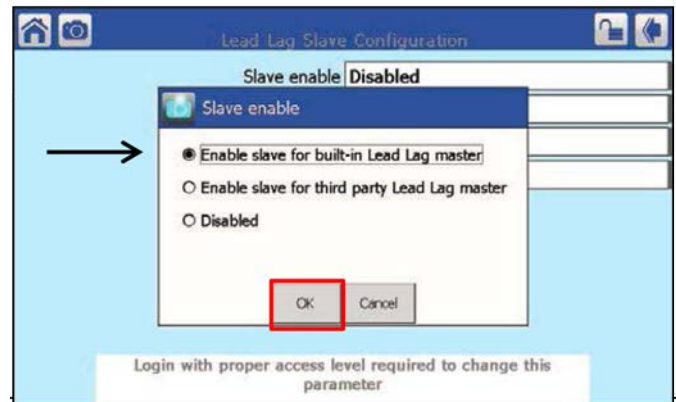 Lead Lag Slave Configuration
Slave enable Disabled
Slave enable
Enable slave for built-in Lead Lag master
Enable slave for third party Lead Lag master
Disabled
OK Cancel
Login with proper access level required to change this
parameter